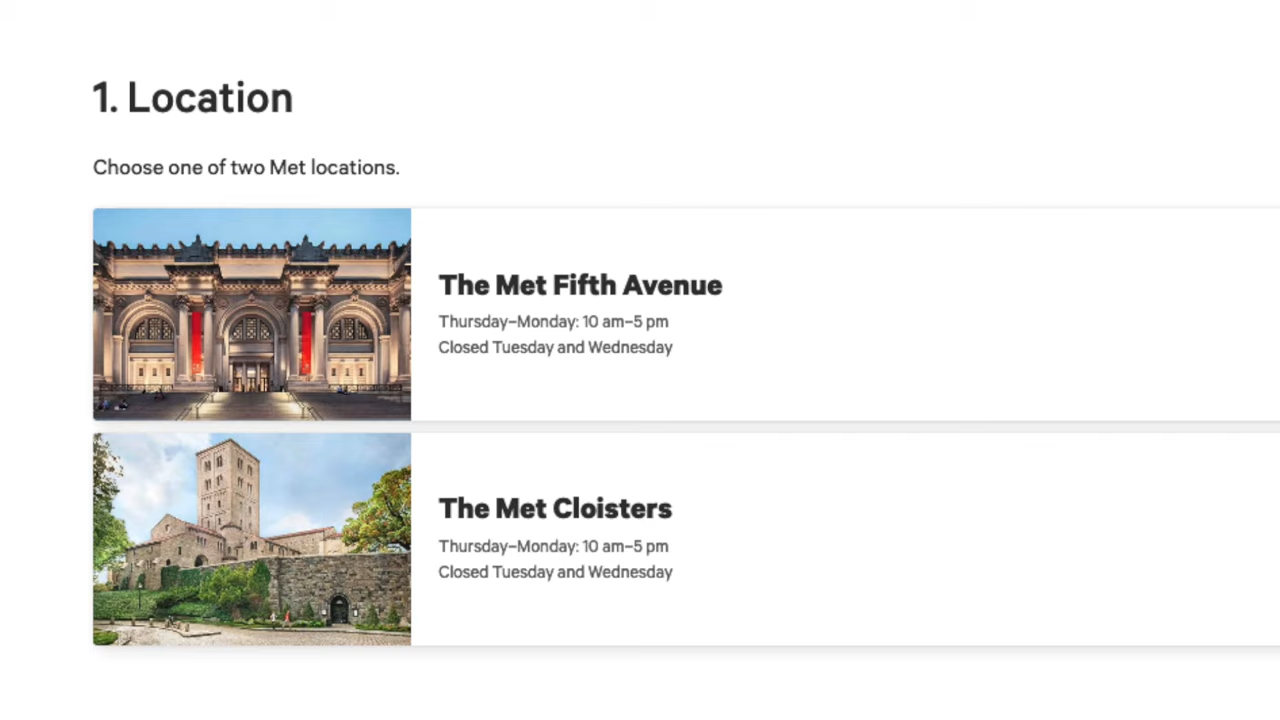 1. Location
Choose one of two Met locations.
The Met Fifth Avenue
Thursday–Monday: 10 am–5 pm
Closed Tuesday and Wednesday
The Met Cloisters
Thursday–Monday: 10 am–5 pm
Closed Tuesday and Wednesday